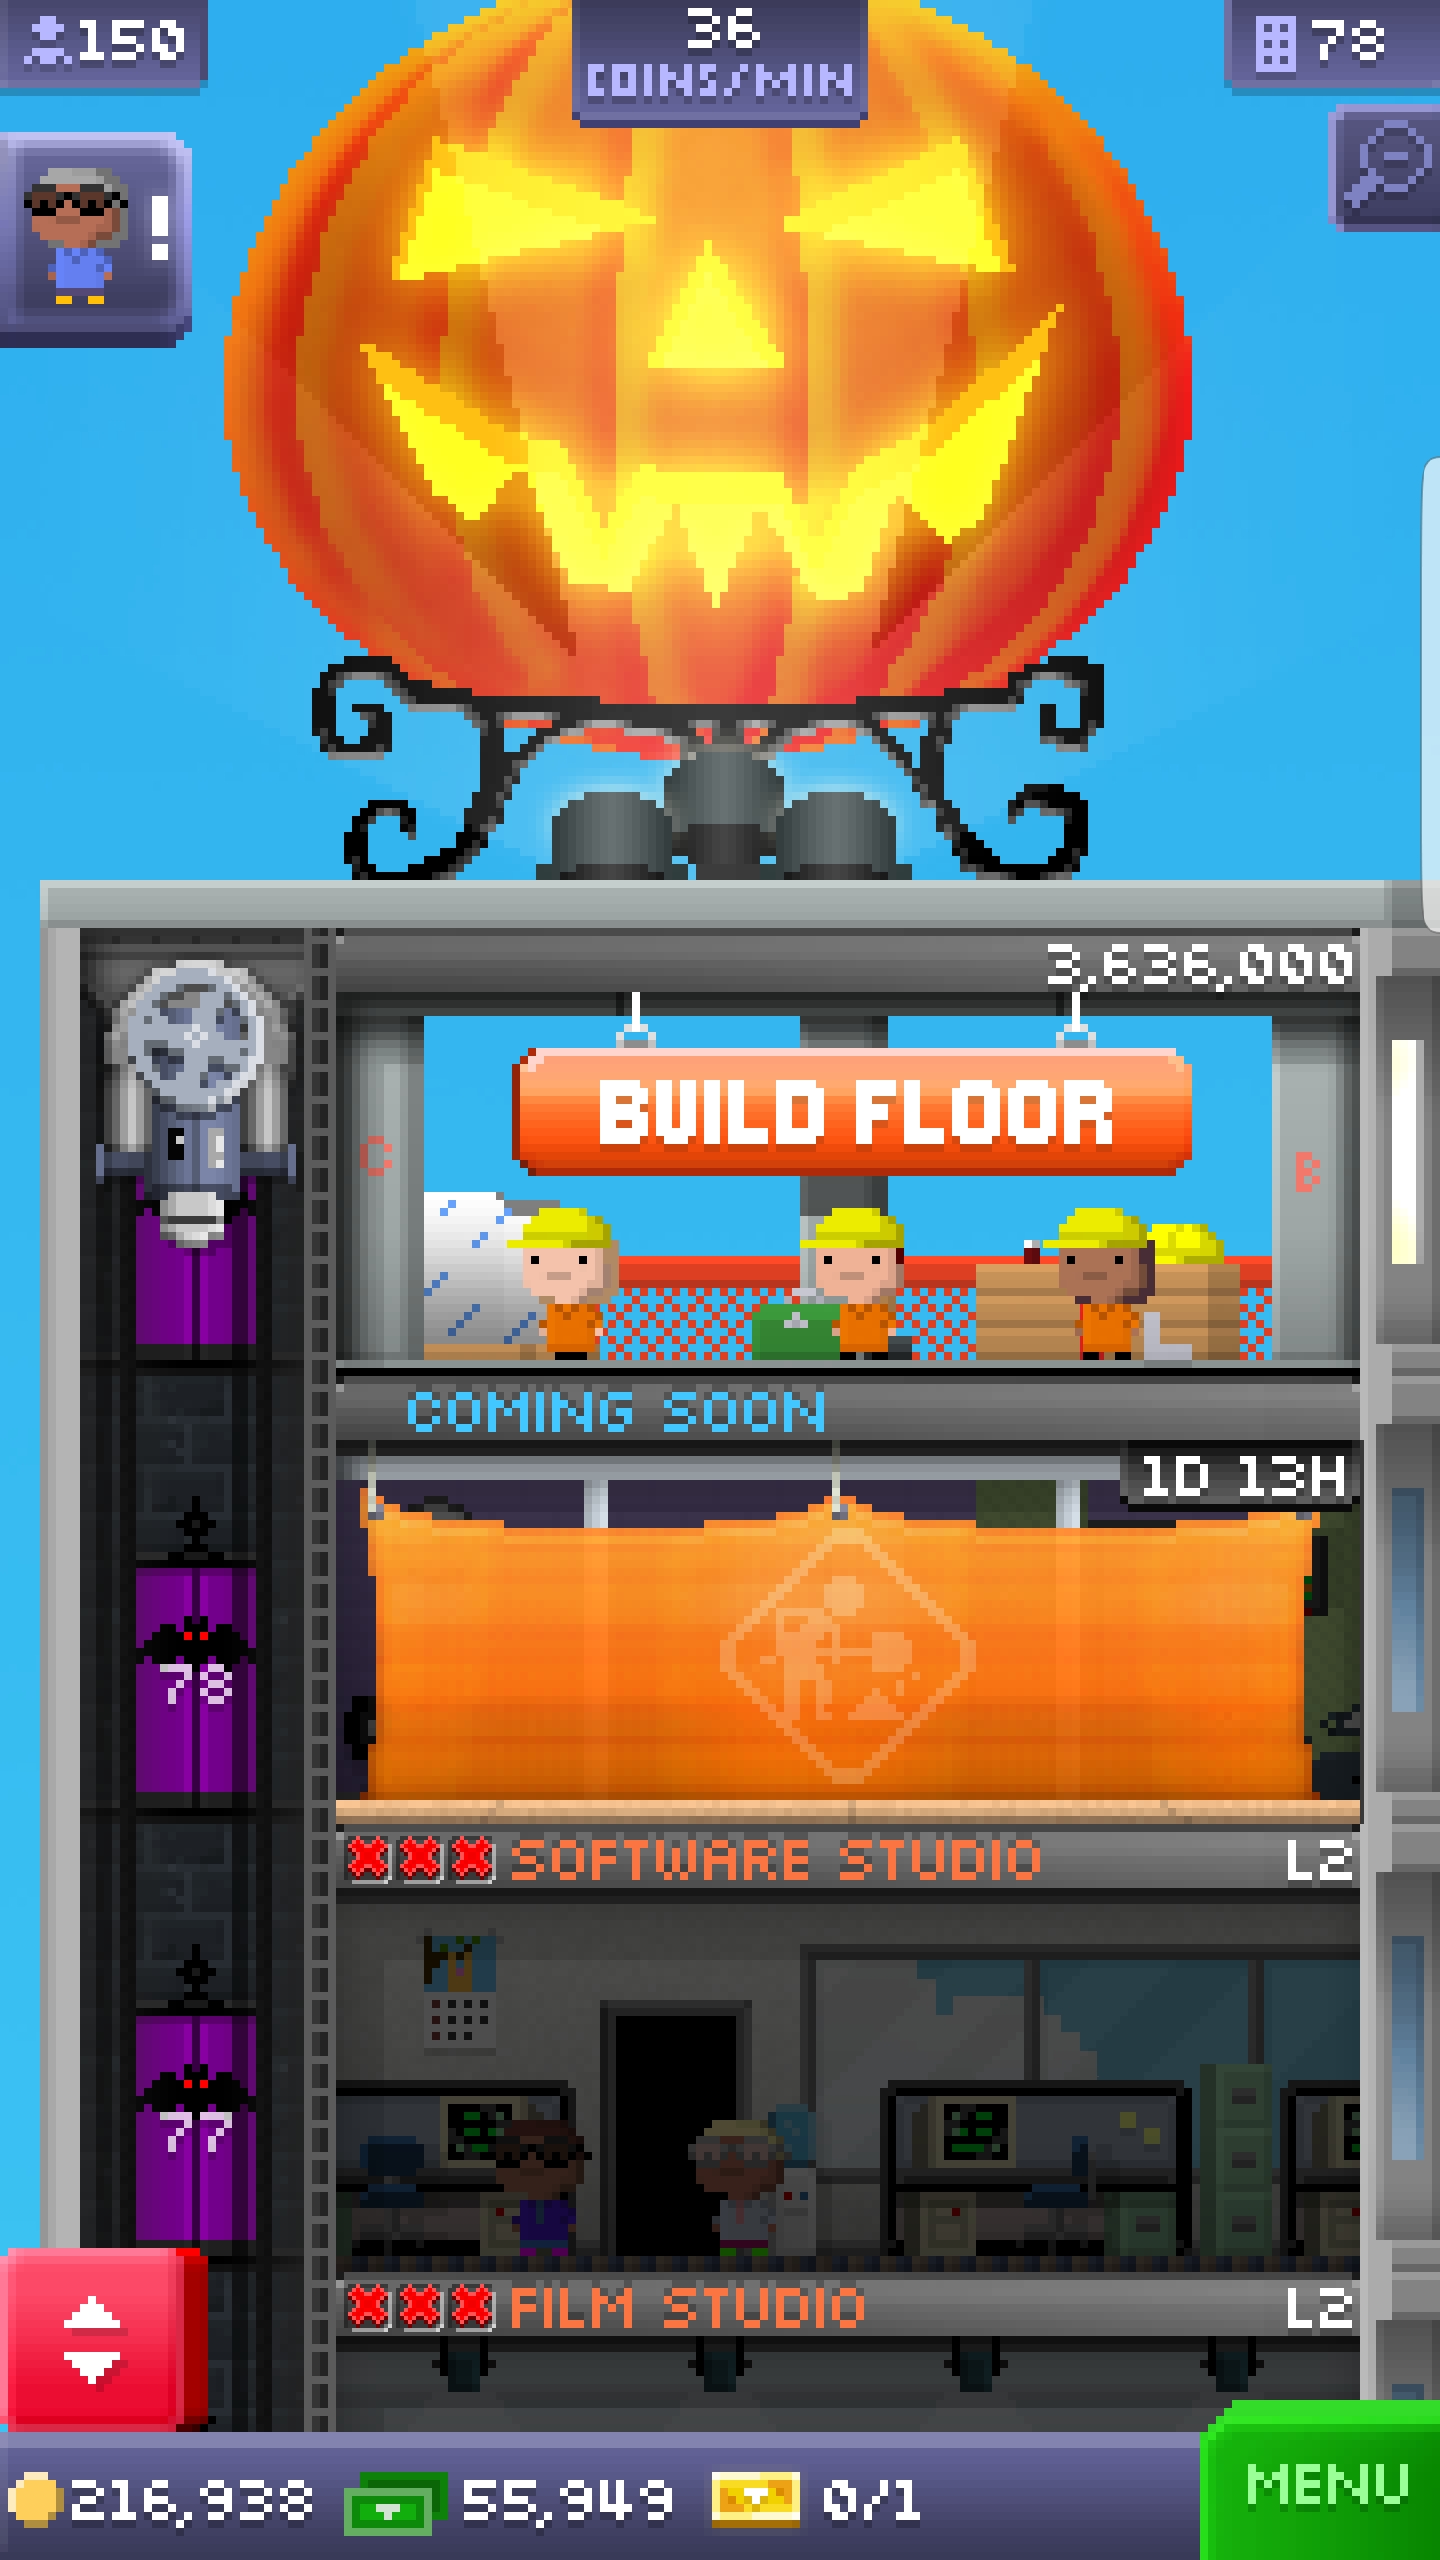 150
36
COINS/MIN
78
!
3,636,000
BUILD FLOOR
C
B
COMING SOON
1D 13H
78
SOFTWARE STUDIO L2
77
FILM STUDIO L2
216,938 55,949 0/1
MENU